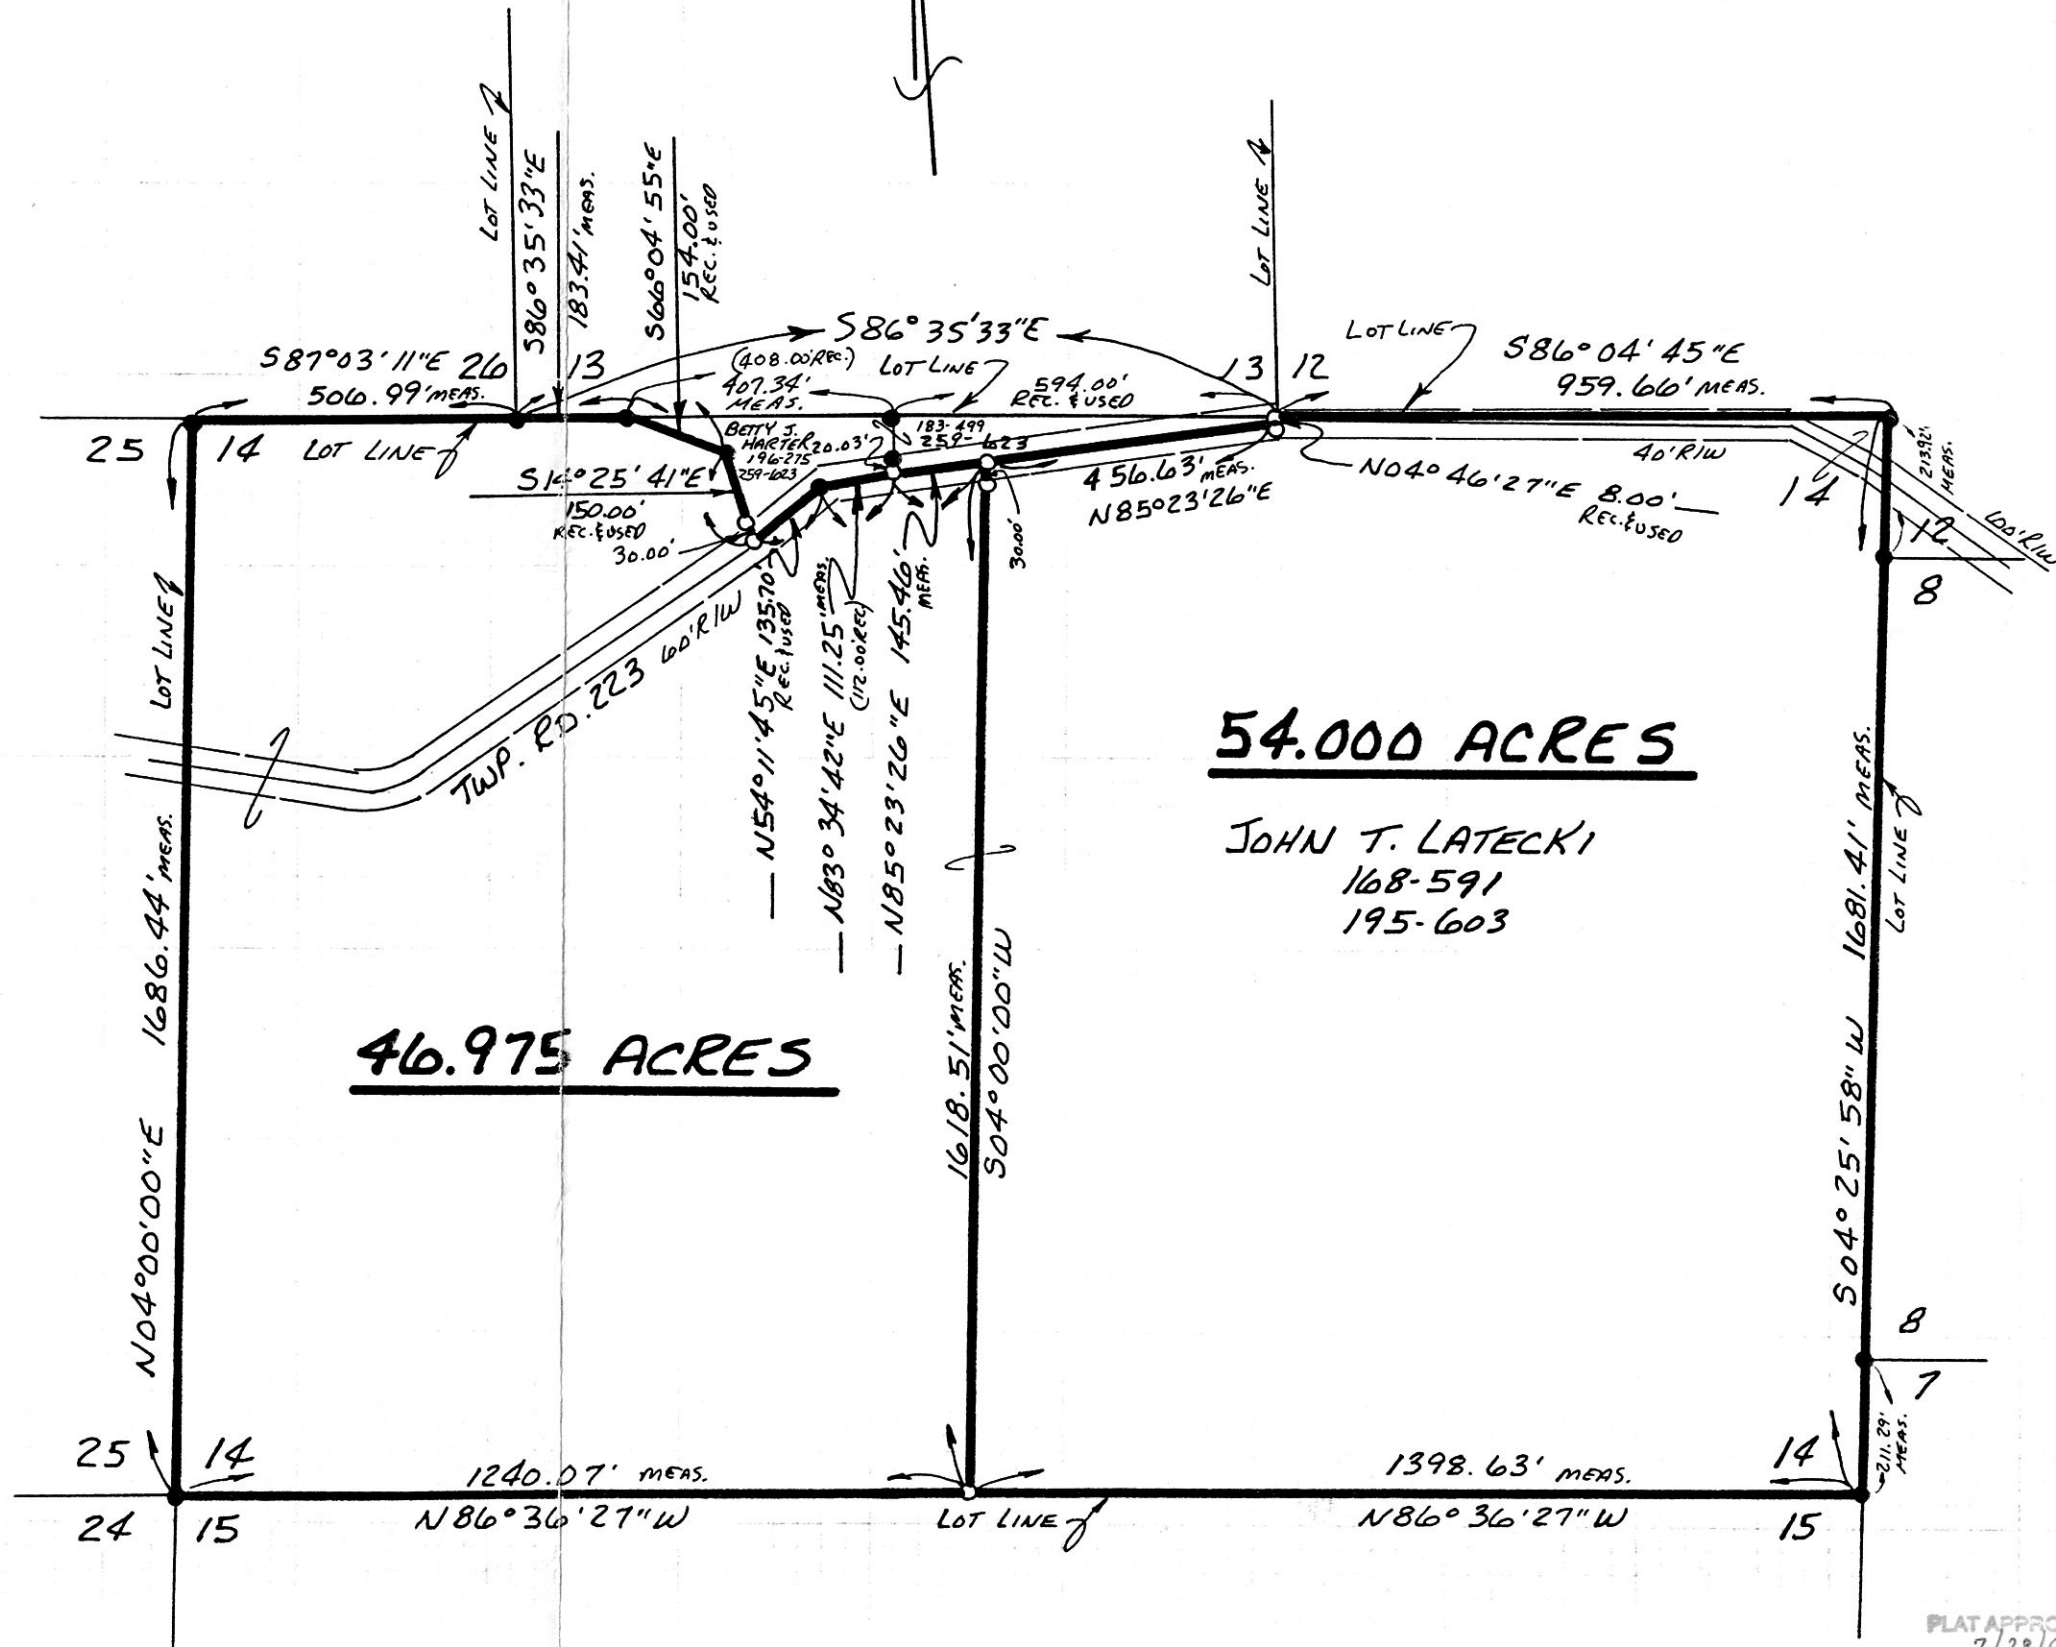 LOT LINE
S86°35'33"E
183.41' MEAS.
S66°04'55"E
154.00'
REC. & USED
LOT LINE
S87°03'11"E 26
506.99' MEAS.
13
S86°35'33"E
(408.00' REC.)
407.34'
MEAS.
LOT LINE
594.00'
REC. & USED
13 12
LOT LINE
S86°04'45"E
959.66' MEAS.
25
14
LOT LINE
BETTY J.
HARTER
196-275
259-623
20.03'
183-499
259-623
S14°25'41"E
150.00'
REC. & USED
30.00'
456.63' MEAS.
N85°23'26"E
30.00'
N04°46'27"E 8.00'
REC. & USED
40' R/W
14
213.92'
MEAS.
12
60' R/W
8
LOT LINE
TWP. RD. 223 60' R/W
N54°11'45"E 135.70'
REC. & USED
N83°34'42"E 111.25' MEAS.
(112.00' REC.)
N85°23'26"E 145.46'
MEAS.
54.000 ACRES
JOHN T. LATECKI
168-591
195-603
1686.44' MEAS.
N04°00'00"E
46.975 ACRES
1618.51' MEAS.
S04°00'00"W
1681.41' MEAS.
S04°25'58"W
LOT LINE
8
7
211.29'
MEAS.
25
14
1240.07' MEAS.
1398.63' MEAS.
14
24
15
N86°36'27"W
LOT LINE
N86°36'27"W
15
PLAT APPRO
7/28/